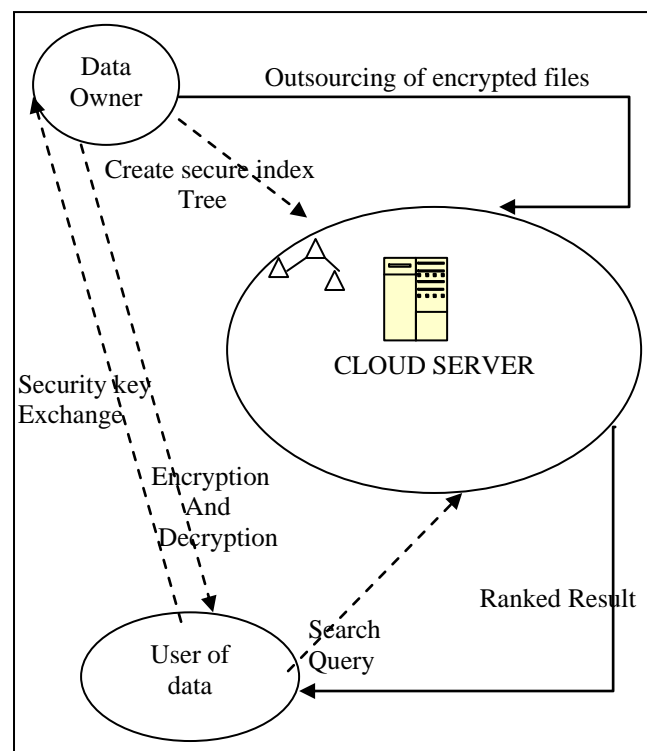 Data
Owner
Outsourcing of encrypted files
Create secure index
Tree
CLOUD SERVER
Security key
Exchange
Encryption
And
Decryption
Ranked Result
Search
Query
User of
data